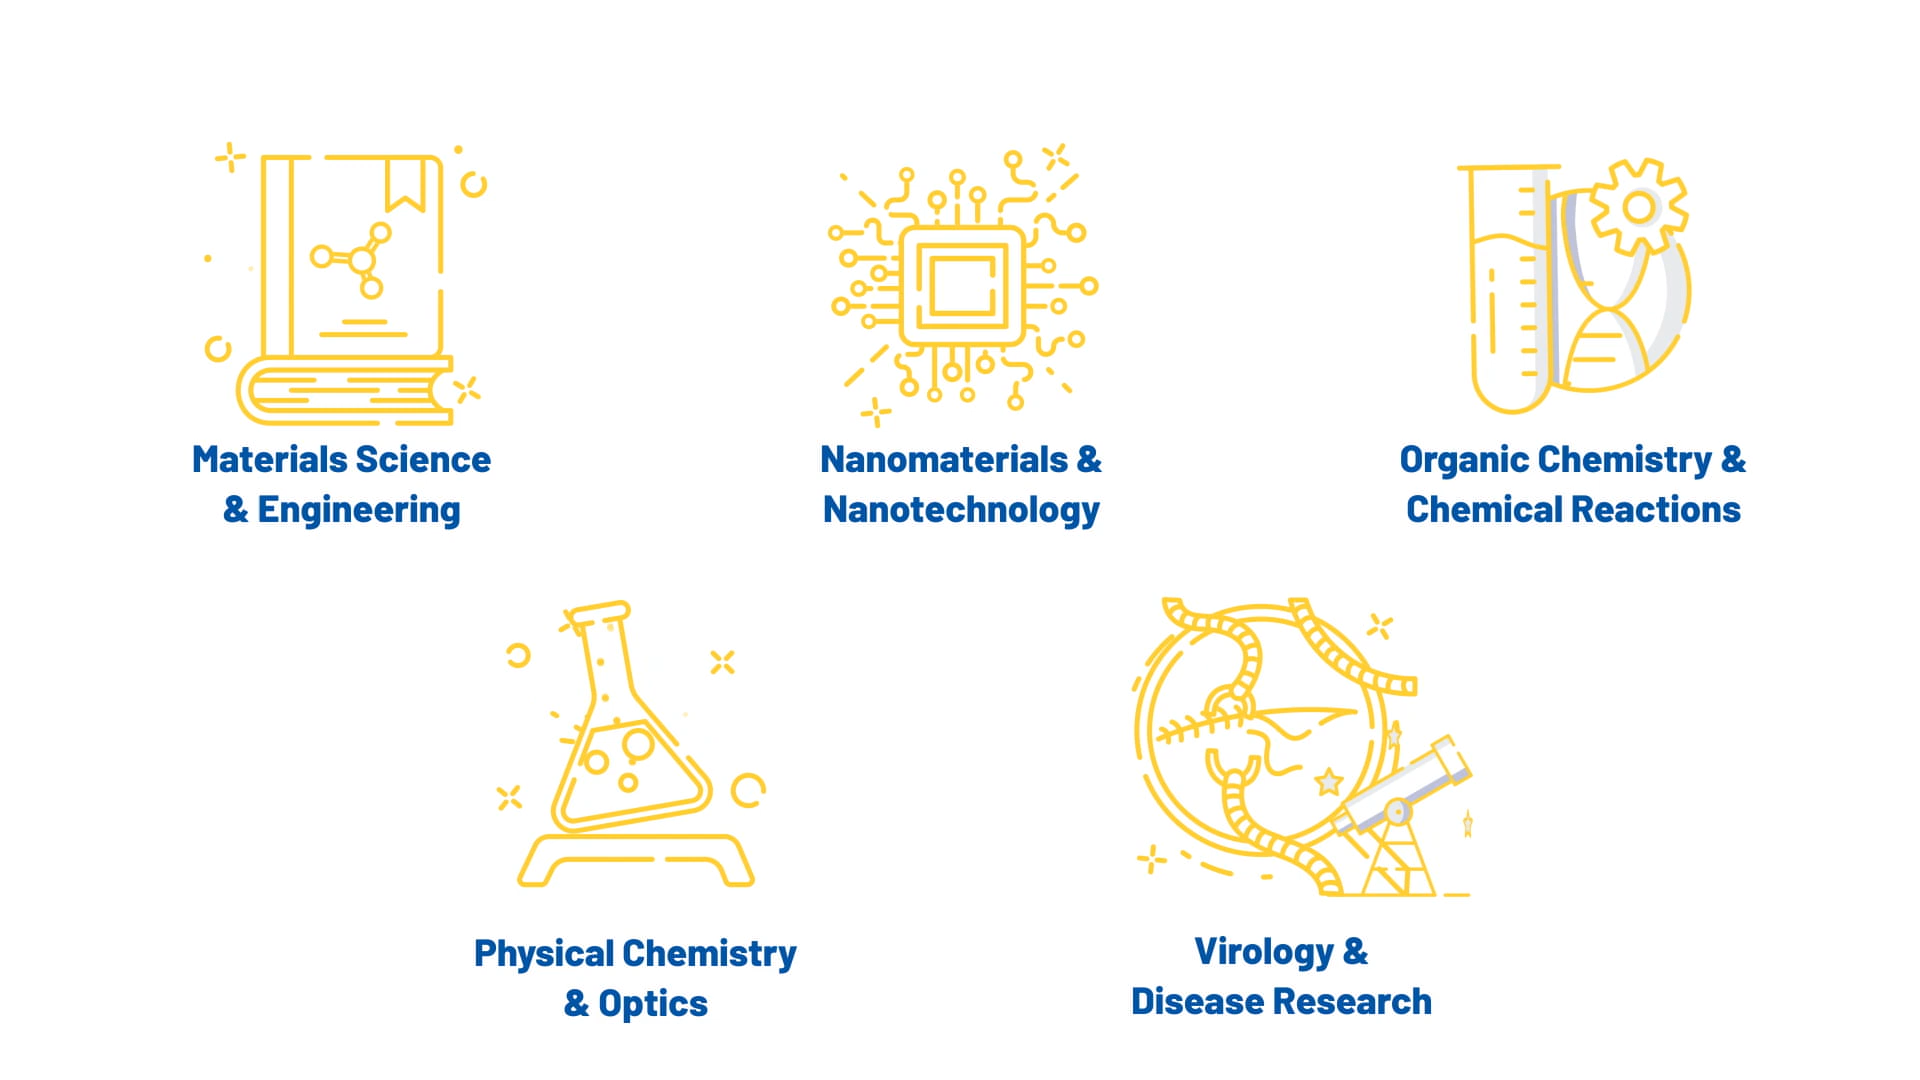 Materials Science
& Engineering
Nanomaterials &
Nanotechnology
Organic Chemistry &
Chemical Reactions
Physical Chemistry
& Optics
Virology &
Disease Research